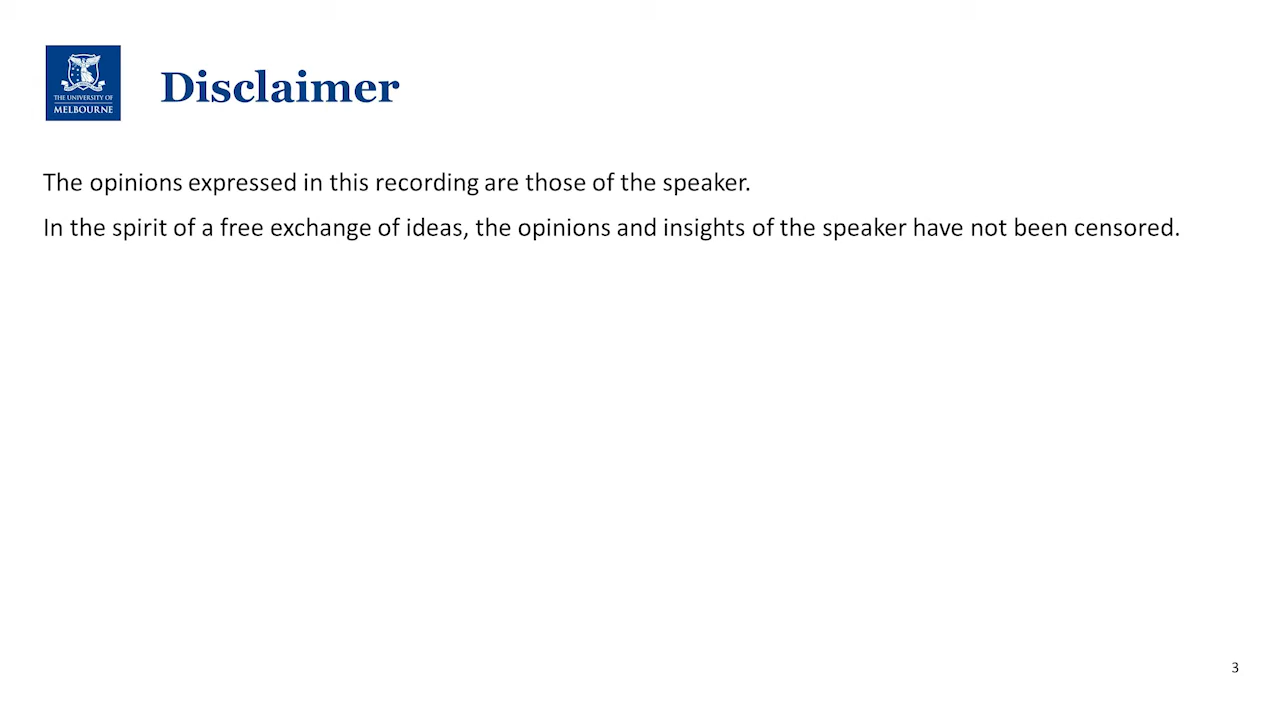 THE UNIVERSITY OF
MELBOURNE
Disclaimer
The opinions expressed in this recording are those of the speaker.
In the spirit of a free exchange of ideas, the opinions and insights of the speaker have not been censored.
3